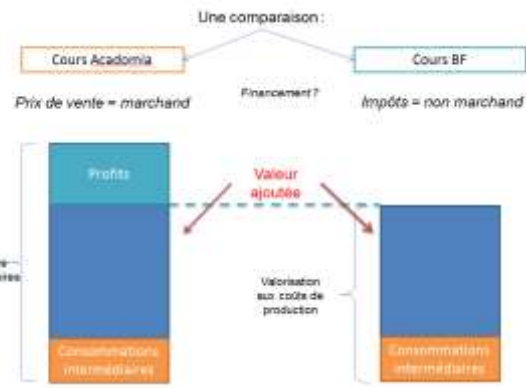 Une comparaison :
Cours Acadomia
Cours BF
Prix de vente = marchand
Financement ?
Impôts = non marchand
Profits
Valeur
ajoutée
Valorisation
aux coûts de
production
Consommations
intermédiaires
Consommations
intermédiaires